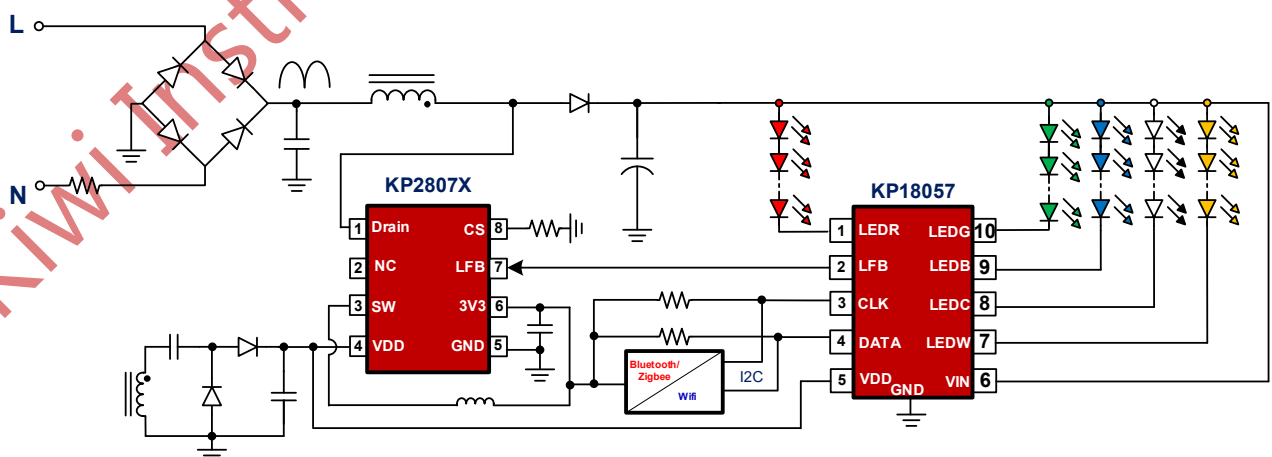 L
N
Kiwi Instr
KP2807X
1 Drain
CS 8
2 NC
LFB 7
3 SW
3V3 6
4 VDD
GND 5
Bluetooth/
Zigbee
Wifi
I2C
KP18057
1 LEDR
LEDG 10
2 LFB
LEDB 9
3 CLK
LEDC 8
4 DATA
LEDW 7
5 VDD
GND
VIN 6